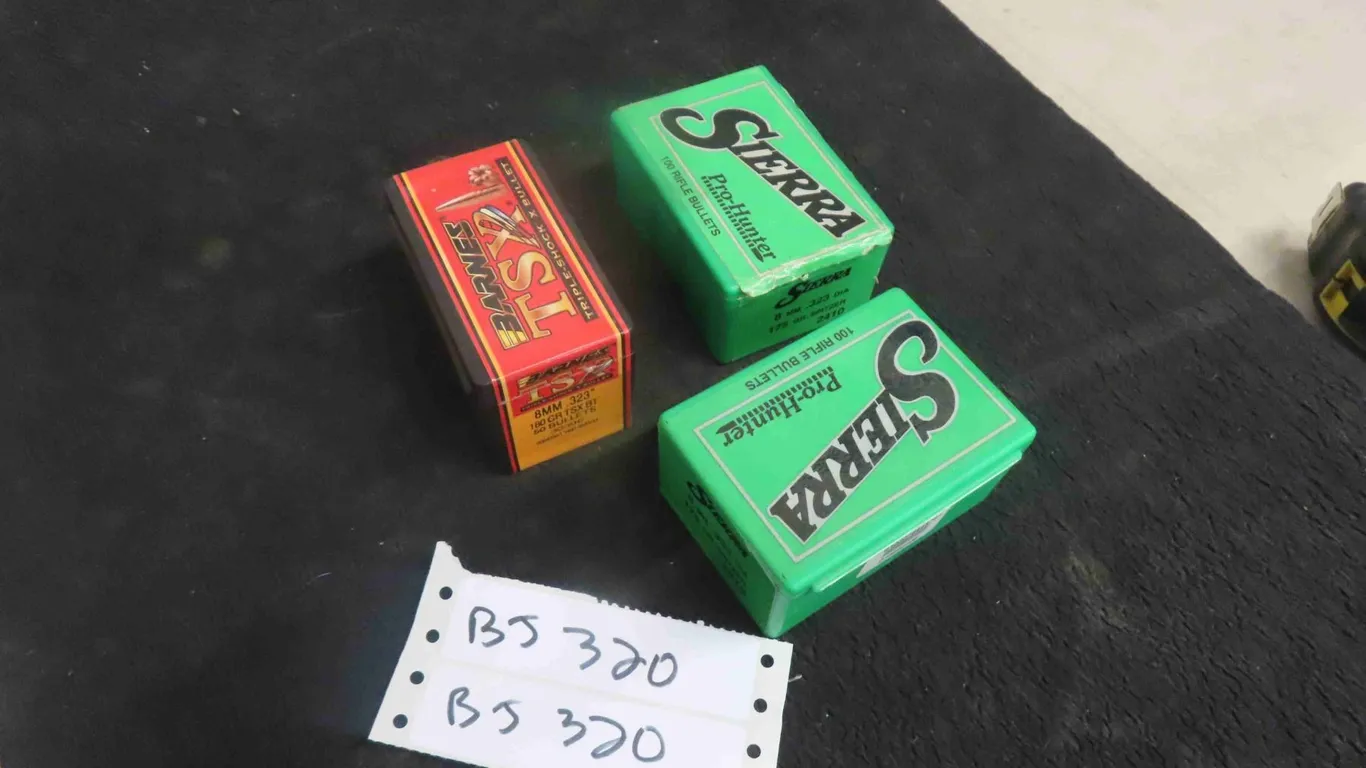 BARNES
TSX
TRIPLE-SHOCK X BULLET
BARNES
TSX
8MM .323"
180 GR TSX BT
50 BULLETS
SIERRA
Pro-Hunter
100 RIFLE BULLETS
SIERRA
8 MM .323 DIA
175 GR. SPITZER
2410
100 RIFLE BULLETS
Pro-Hunter
SIERRA
SIERRA
BJ 320
BJ 320